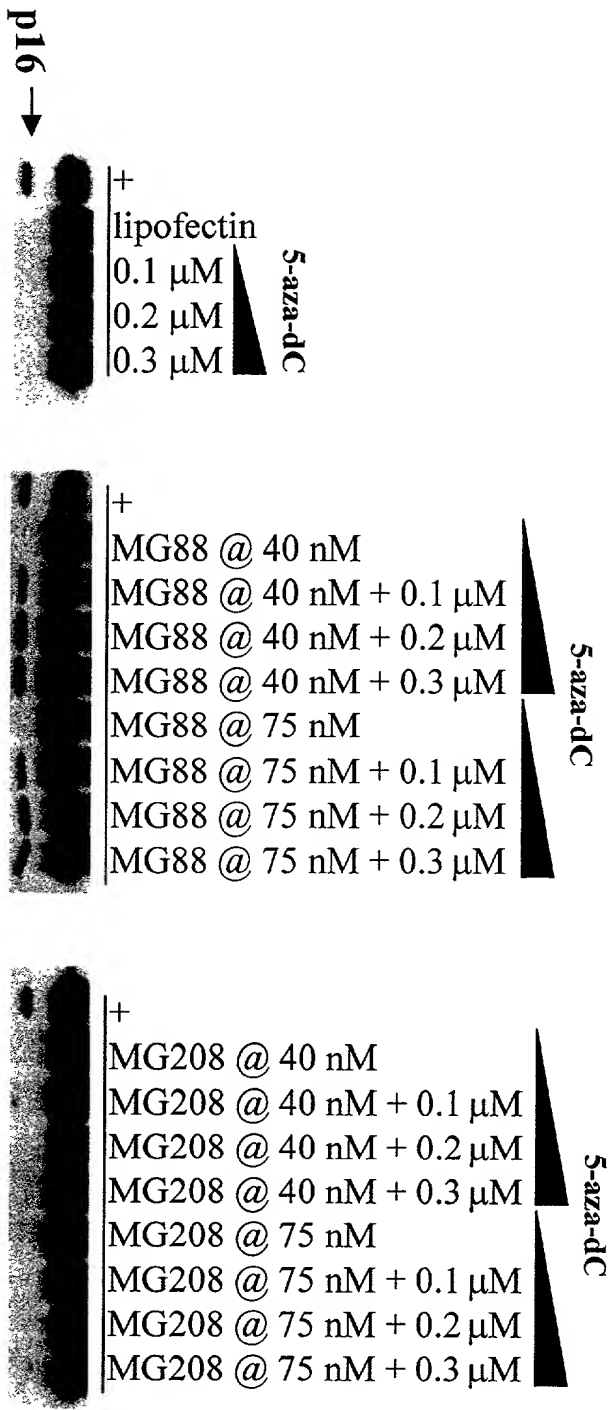 p16 →
+
lipofectin
0.1 μM
0.2 μM
0.3 μM
5-aza-dC
+
MG88 @ 40 nM
MG88 @ 40 nM + 0.1 μM
MG88 @ 40 nM + 0.2 μM
MG88 @ 40 nM + 0.3 μM
MG88 @ 75 nM
MG88 @ 75 nM + 0.1 μM
MG88 @ 75 nM + 0.2 μM
MG88 @ 75 nM + 0.3 μM
5-aza-dC
+
MG208 @ 40 nM
MG208 @ 40 nM + 0.1 μM
MG208 @ 40 nM + 0.2 μM
MG208 @ 40 nM + 0.3 μM
MG208 @ 75 nM
MG208 @ 75 nM + 0.1 μM
MG208 @ 75 nM + 0.2 μM
MG208 @ 75 nM + 0.3 μM
5-aza-dC